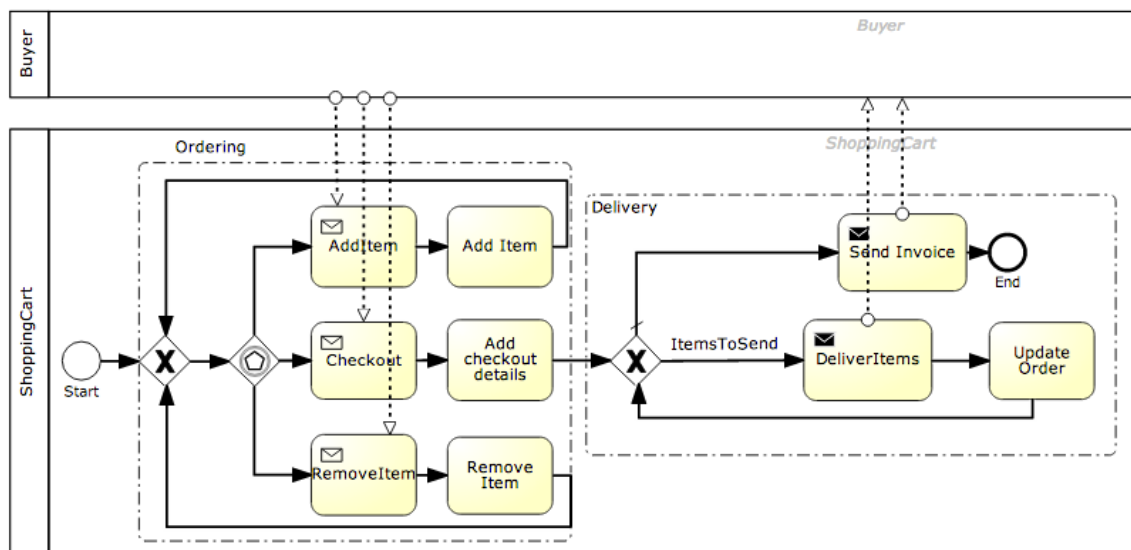 Buyer
Buyer
ShoppingCart
ShoppingCart
Ordering
AddItem
Add Item
Start
Checkout
Add
checkout
details
RemoveItem
Remove
Item
Delivery
Send Invoice
End
ItemsToSend
DeliverItems
Update
Order